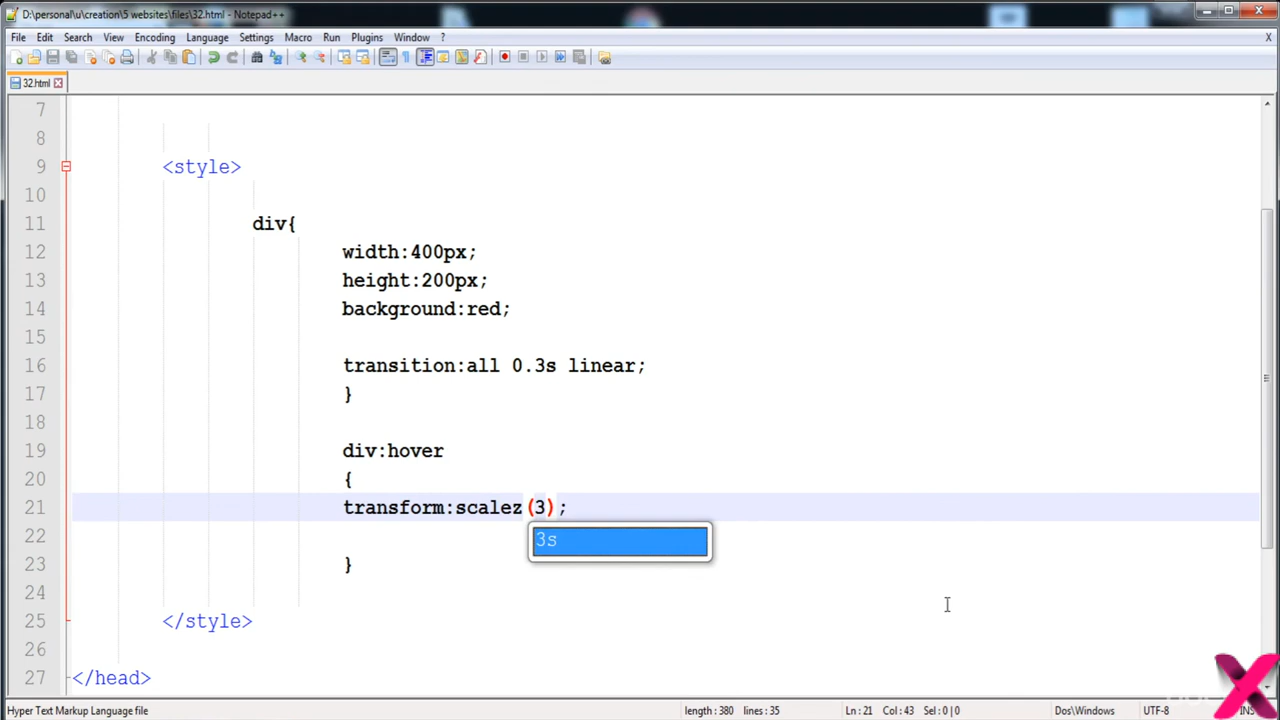 D:\personal\u\creation\5 websites\files\32.html - Notepad++
File Edit Search View Encoding Language Settings Macro Run Plugins Window ? X
32.html
7
8
9 <style>
10
11 div{
12 width:400px;
13 height:200px;
14 background:red;
15
16 transition:all 0.3s linear;
17 }
18
19 div:hover
20 {
21 transform:scalez(3);
22 3s
23 }
24
25 </style>
26
27 </head>
Hyper Text Markup Language file length : 380 lines : 35 Ln : 21 Col : 43 Sel : 0 | 0 Dos\Windows UTF-8 INS